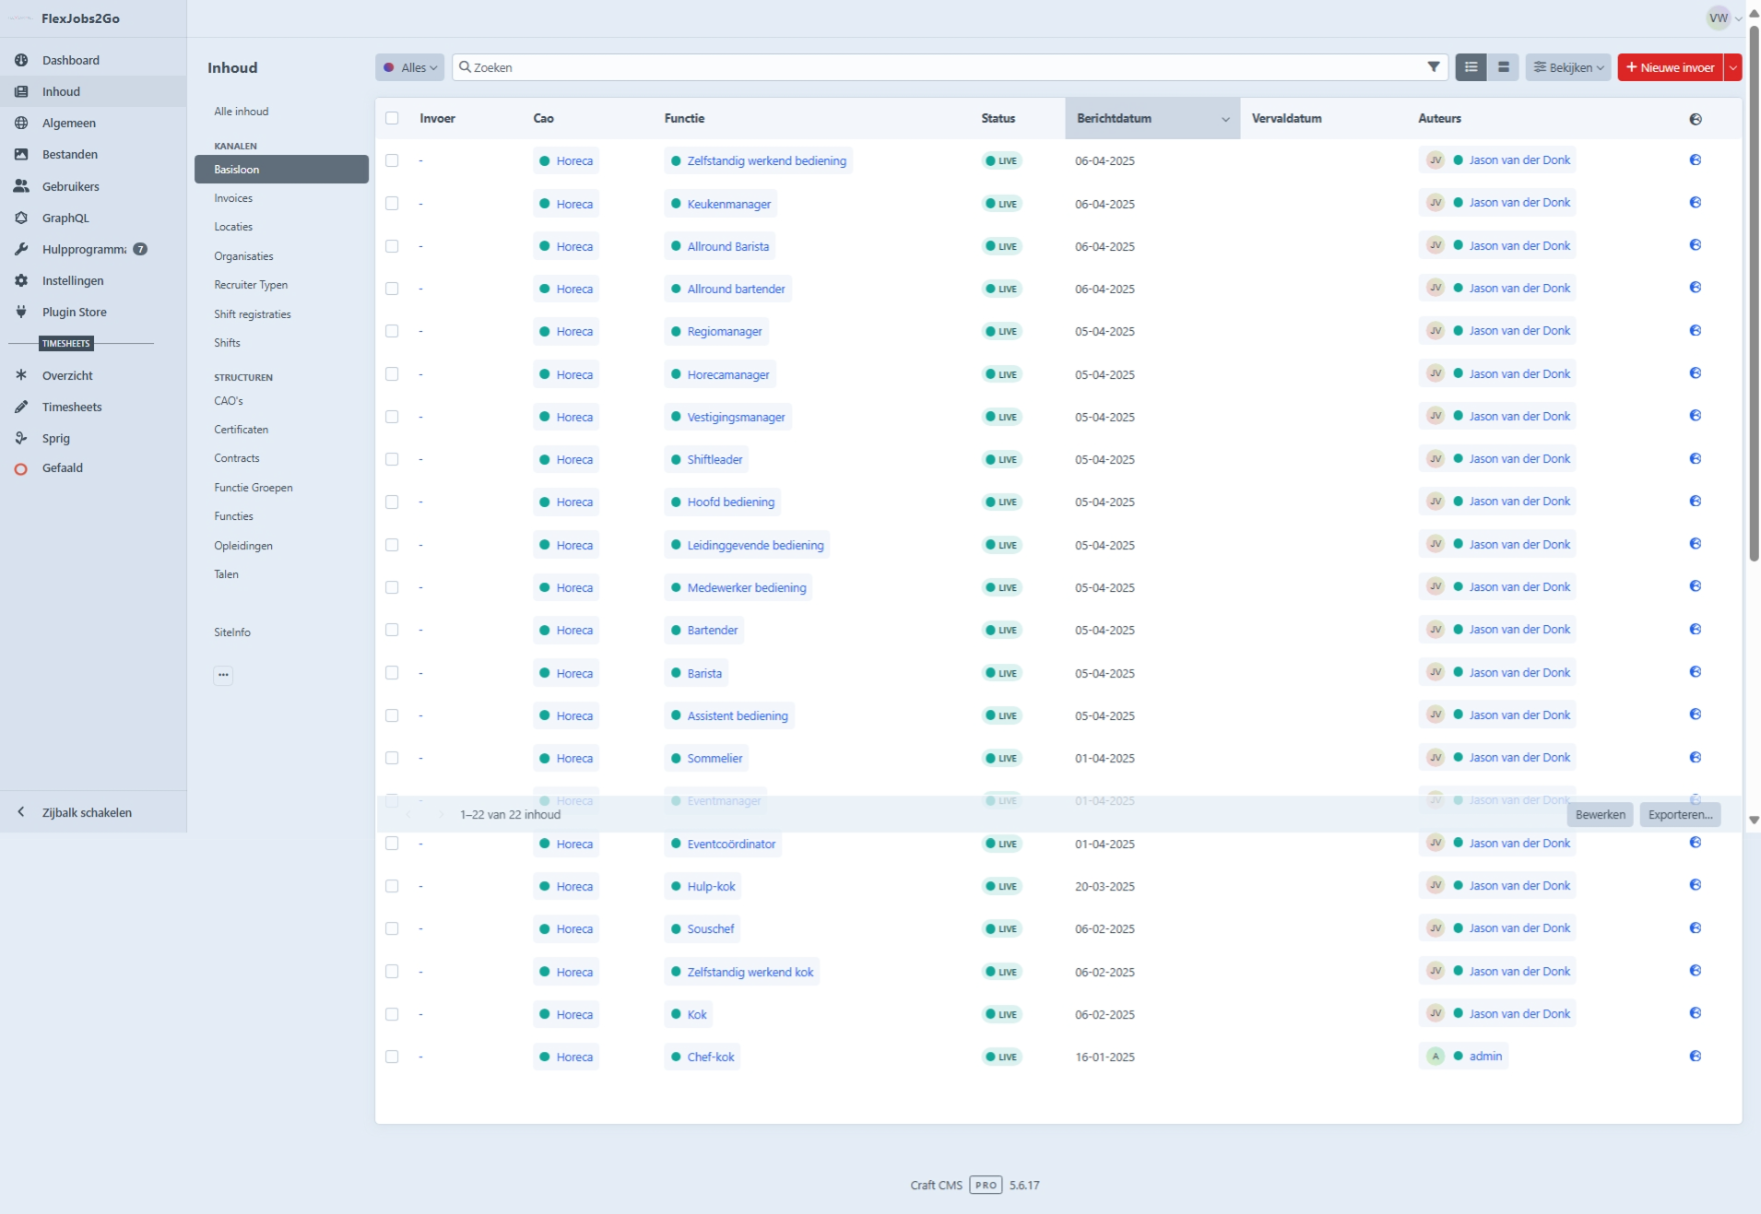 FlexJobs2Go
VW
Dashboard
Inhoud
Algemeen
Bestanden
Gebruikers
GraphQL
Hulpprogramma 7
Instellingen
Plugin Store
TIMESHEETS
Overzicht
Timesheets
Sprig
Gefaald
Zijbalk schakelen
Inhoud
Alle inhoud
KANALEN
Basisloon
Invoices
Locaties
Organisaties
Recruiter Typen
Shift registraties
Shifts
STRUCTUREN
CAO's
Certificaten
Contracts
Functie Groepen
Functies
Opleidingen
Talen
SiteInfo
...
Alles Zoeken Bekijken + Nieuwe invoer
Invoer Cao Functie Status Berichtdatum Vervaldatum Auteurs
- Horeca Zelfstandig werkend bediening LIVE 06-04-2025 JV Jason van der Donk
- Horeca Keukenmanager LIVE 06-04-2025 JV Jason van der Donk
- Horeca Allround Barista LIVE 06-04-2025 JV Jason van der Donk
- Horeca Allround bartender LIVE 06-04-2025 JV Jason van der Donk
- Horeca Regiomanager LIVE 05-04-2025 JV Jason van der Donk
- Horeca Horecamanager LIVE 05-04-2025 JV Jason van der Donk
- Horeca Vestigingsmanager LIVE 05-04-2025 JV Jason van der Donk
- Horeca Shiftleader LIVE 05-04-2025 JV Jason van der Donk
- Horeca Hoofd bediening LIVE 05-04-2025 JV Jason van der Donk
- Horeca Leidinggevende bediening LIVE 05-04-2025 JV Jason van der Donk
- Horeca Medewerker bediening LIVE 05-04-2025 JV Jason van der Donk
- Horeca Bartender LIVE 05-04-2025 JV Jason van der Donk
- Horeca Barista LIVE 05-04-2025 JV Jason van der Donk
- Horeca Assistent bediening LIVE 05-04-2025 JV Jason van der Donk
- Horeca Sommelier LIVE 01-04-2025 JV Jason van der Donk
- Horeca Eventmanager LIVE 01-04-2025 JV Jason van der Donk
1–22 van 22 inhoud Bewerken Exporteren...
- Horeca Eventcoördinator LIVE 01-04-2025 JV Jason van der Donk
- Horeca Hulp-kok LIVE 20-03-2025 JV Jason van der Donk
- Horeca Souschef LIVE 06-02-2025 JV Jason van der Donk
- Horeca Zelfstandig werkend kok LIVE 06-02-2025 JV Jason van der Donk
- Horeca Kok LIVE 06-02-2025 JV Jason van der Donk
- Horeca Chef-kok LIVE 16-01-2025 A admin
Craft CMS PRO 5.6.17